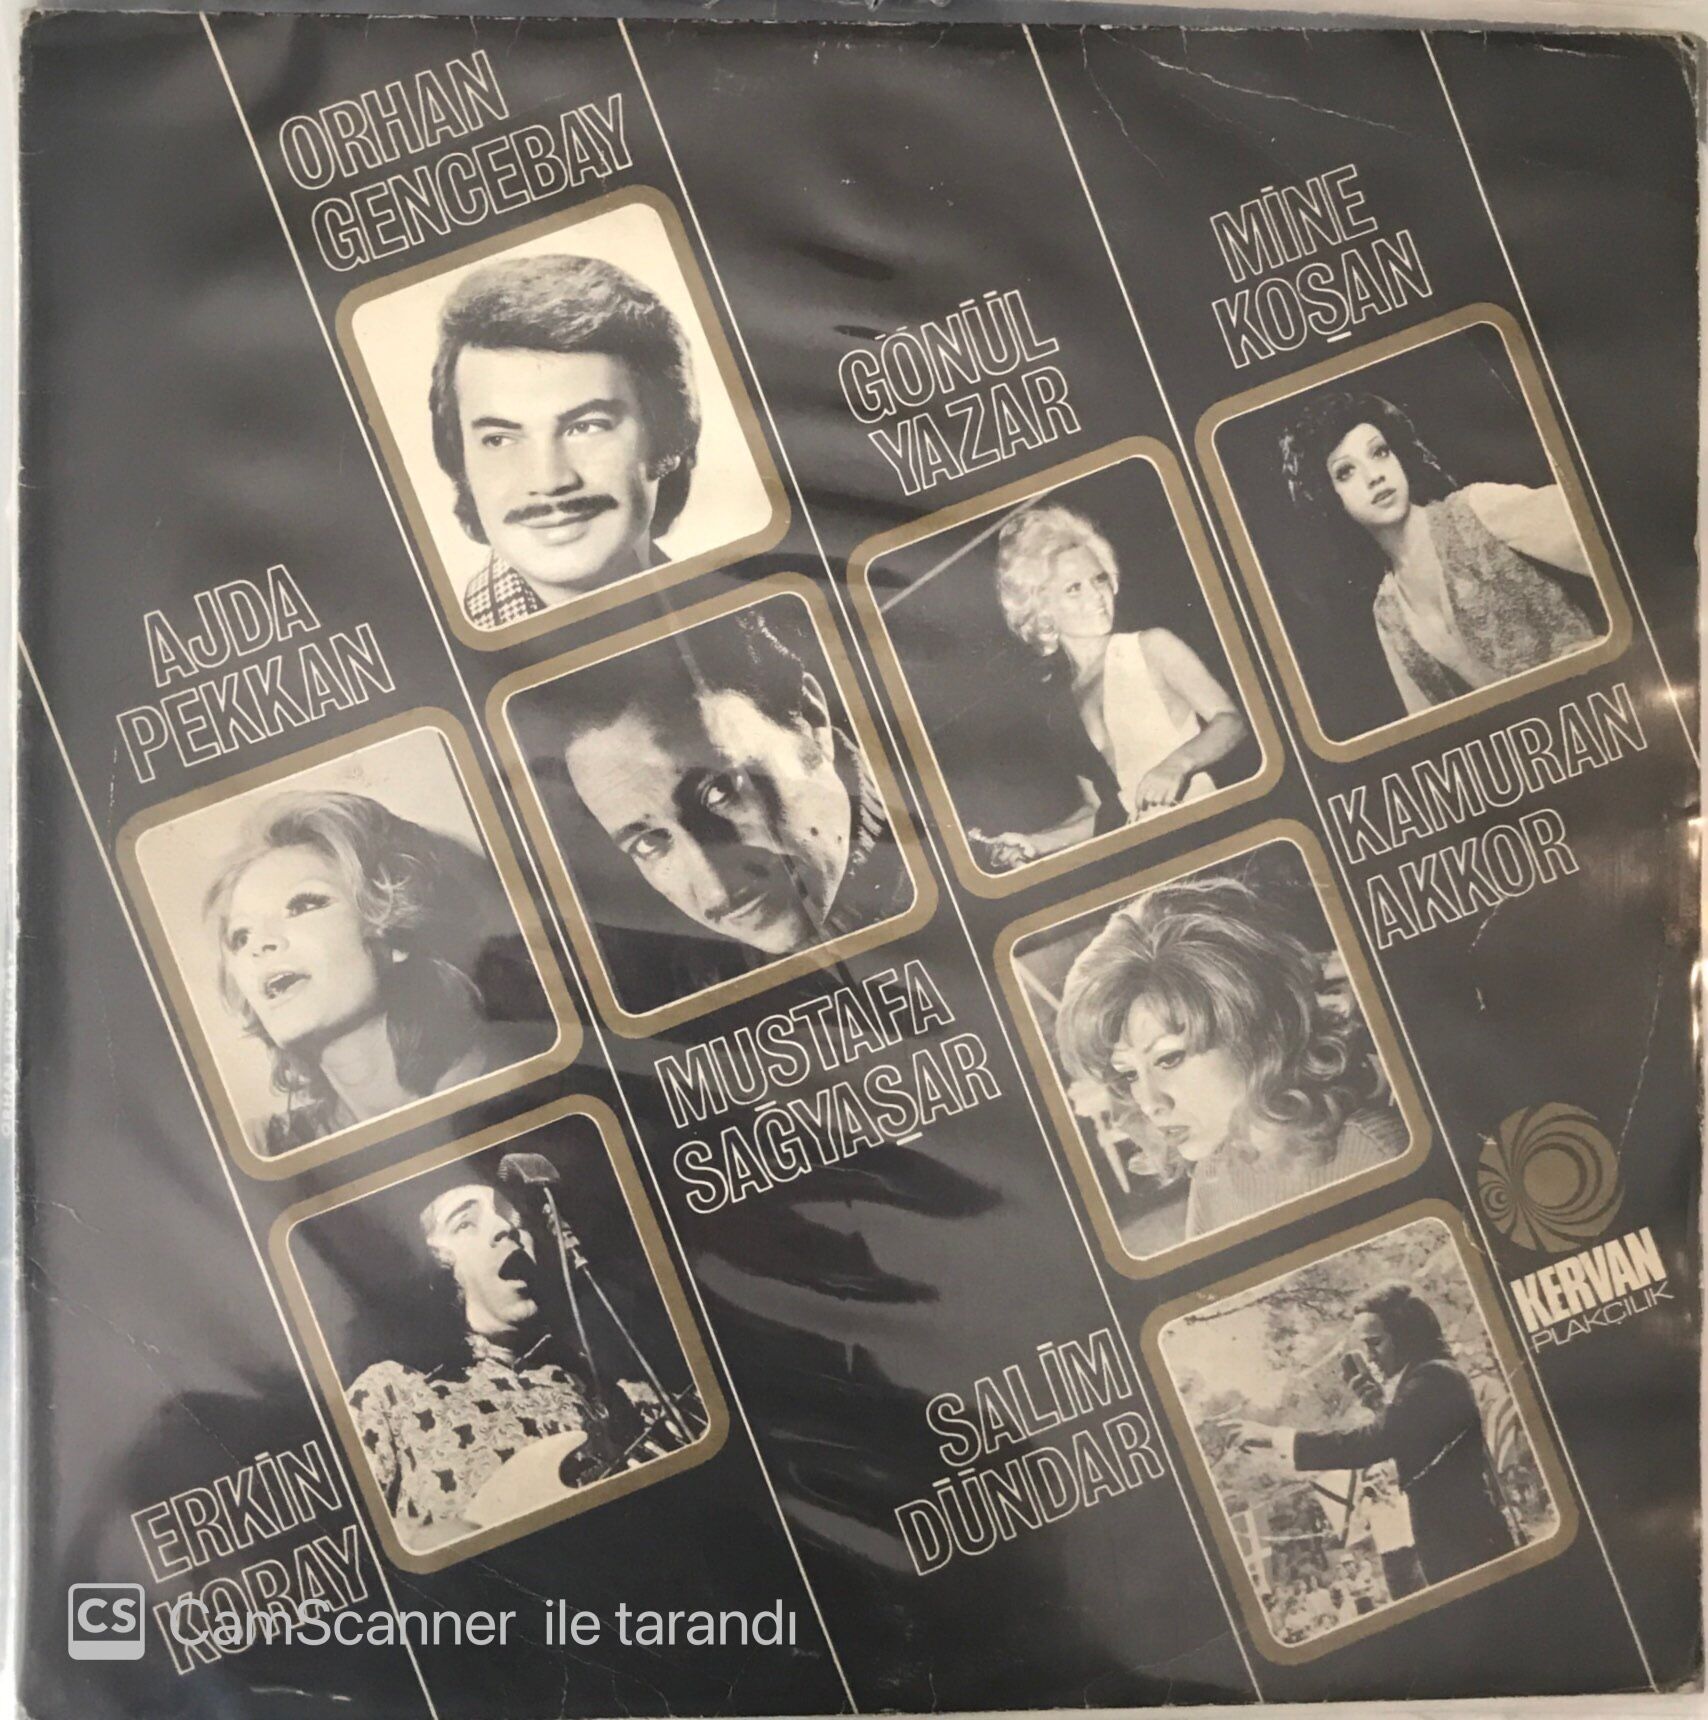 ORHAN
GENCEBAY
MİNE
KOŞAN
GÖNÜL
YAZAR
AJDA
PEKKAN
KAMURAN
AKKOR
MUSTAFA
SAĞYAŞAR
KERVAN
PLAKÇILIK
SALİM
DÜNDAR
ERKİN
KORAY
CS CamScanner ile tarandı